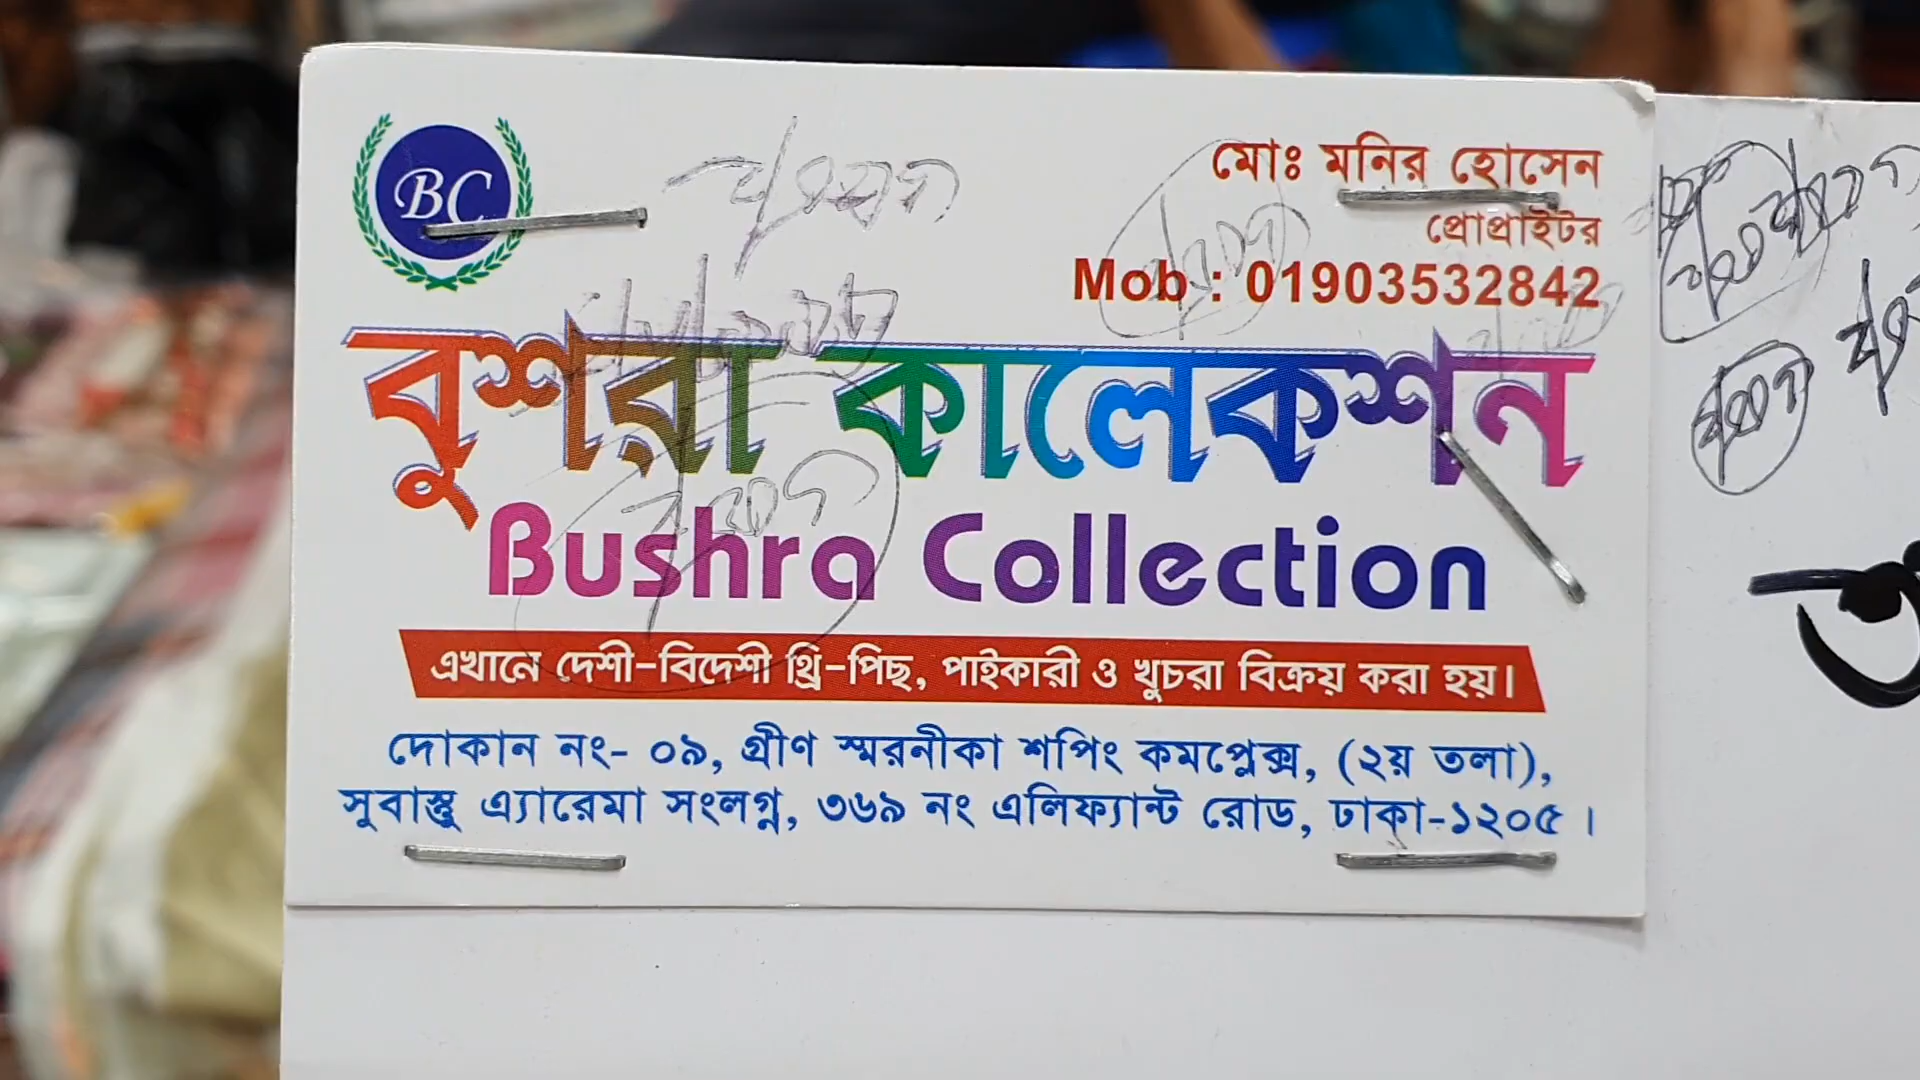 BC
মোঃ মনির হোসেন
প্রোপ্রাইটর
Mob : 01903532842
বুশরা কালেকশন
Bushra Collection
এখানে দেশী-বিদেশী থ্রি-পিছ, পাইকারী ও খুচরা বিক্রয় করা হয়।
দোকান নং- ০৯, গ্রীণ স্মরনীকা শপিং কমপ্লেক্স, (২য় তলা),
সুবাস্তু এ্যারেমা সংলগ্ন, ৩৬৯ নং এলিফ্যান্ট রোড, ঢাকা-১২০৫।